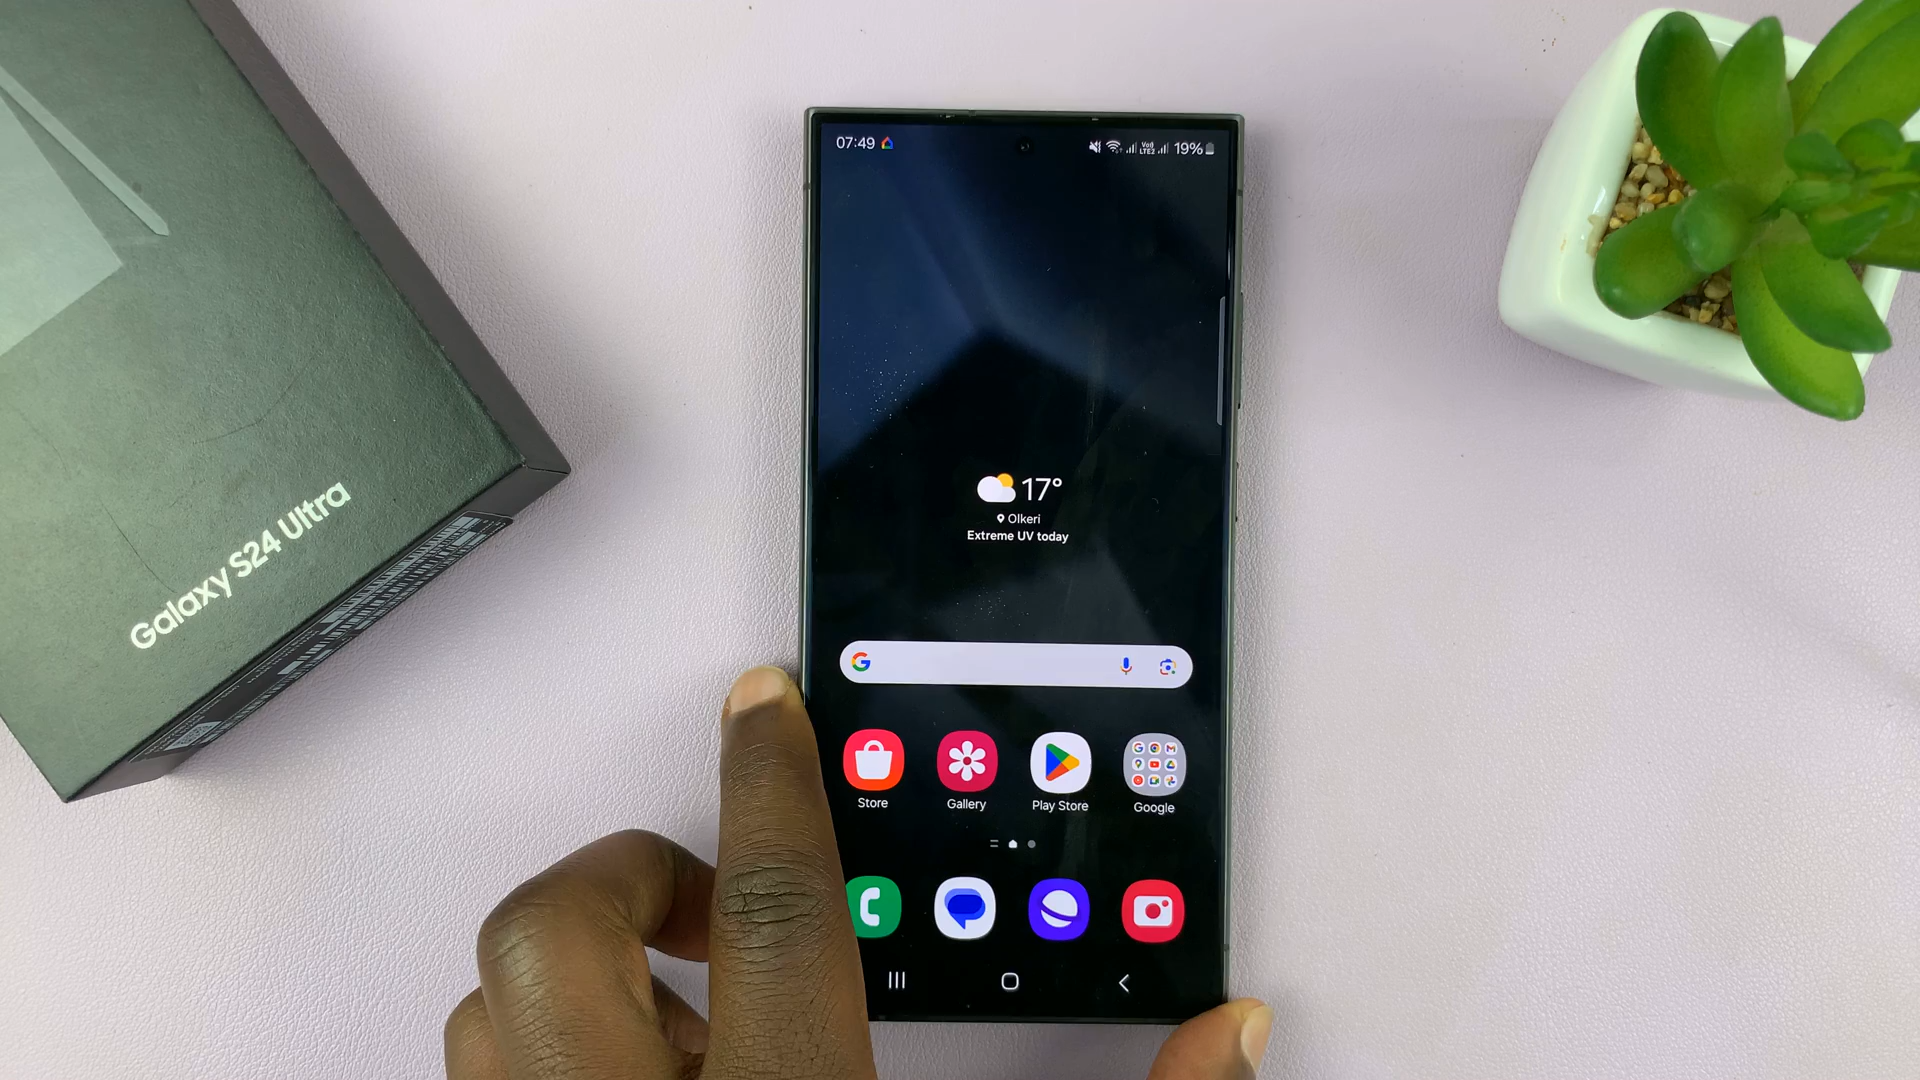 Galaxy S24 Ultra
07:49
19%
17°
Olkeri
Extreme UV today
Store
Gallery
Play Store
Google